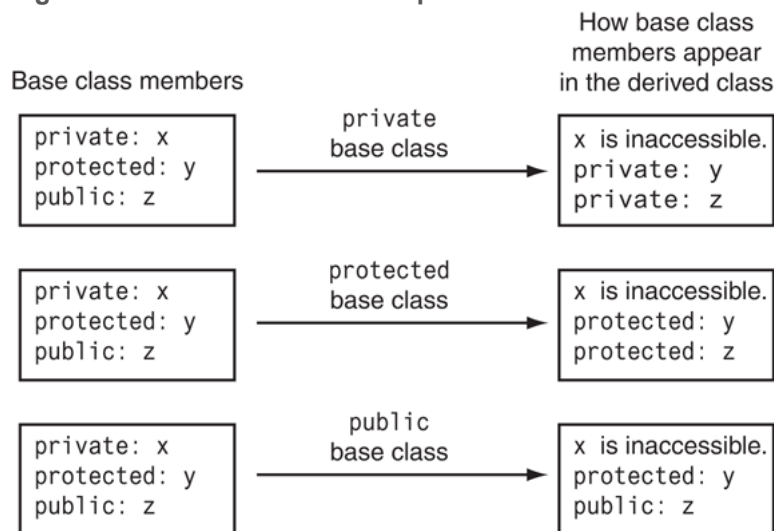 How base class
members appear
in the derived class
Base class members
private: x
protected: y
public: z
private
base class
x is inaccessible.
private: y
private: z
private: x
protected: y
public: z
protected
base class
x is inaccessible.
protected: y
protected: z
private: x
protected: y
public: z
public
base class
x is inaccessible.
protected: y
public: z